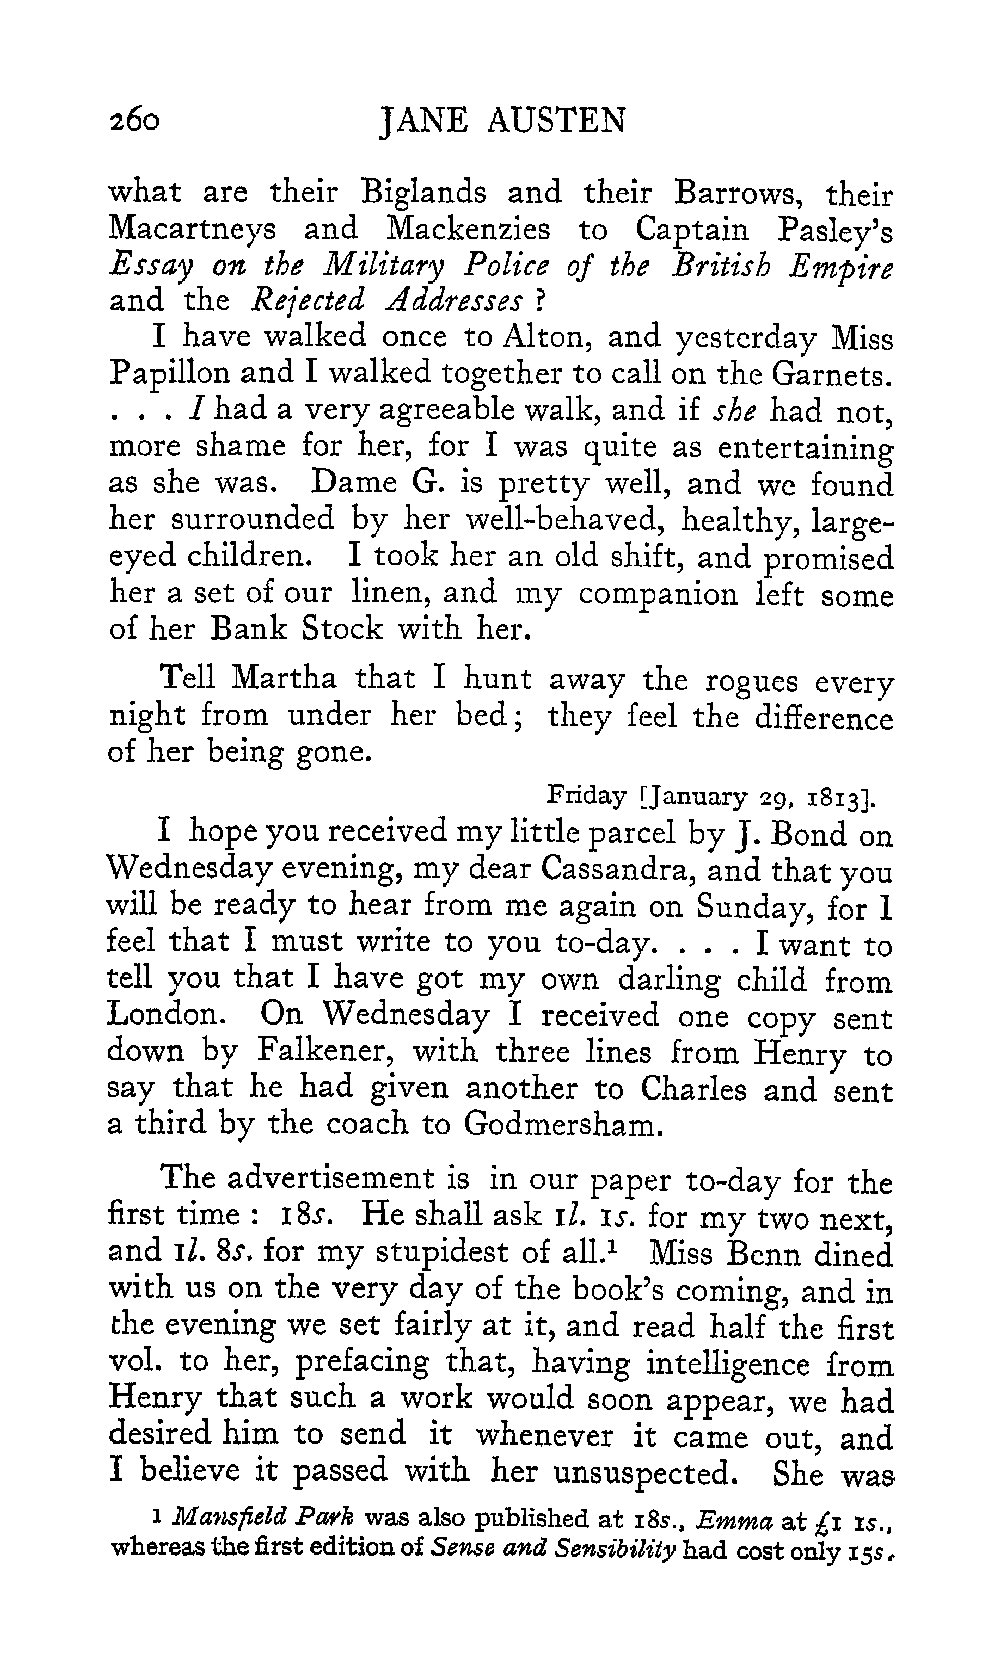 260 JANE AUSTEN
what are their Biglands and their Barrows, their
Macartneys and Mackenzies to Captain Pasley's
Essay on the Military Police of the British Empire
and the Rejected Addresses ?
I have walked once to Alton, and yesterday Miss
Papillon and I walked together to call on the Garnets.
. . . I had a very agreeable walk, and if she had not,
more shame for her, for I was quite as entertaining
as she was. Dame G. is pretty well, and we found
her surrounded by her well-behaved, healthy, large-
eyed children. I took her an old shift, and promised
her a set of our linen, and my companion left some
of her Bank Stock with her.
Tell Martha that I hunt away the rogues every
night from under her bed; they feel the difference
of her being gone.
Friday [January 29, 1813].
I hope you received my little parcel by J. Bond on
Wednesday evening, my dear Cassandra, and that you
will be ready to hear from me again on Sunday, for I
feel that I must write to you to-day. . . . I want to
tell you that I have got my own darling child from
London. On Wednesday I received one copy sent
down by Falkener, with three lines from Henry to
say that he had given another to Charles and sent
a third by the coach to Godmersham.
The advertisement is in our paper to-day for the
first time : 18s. He shall ask 1l. 1s. for my two next,
and 1l. 8s. for my stupidest of all.¹ Miss Benn dined
with us on the very day of the book's coming, and in
the evening we set fairly at it, and read half the first
vol. to her, prefacing that, having intelligence from
Henry that such a work would soon appear, we had
desired him to send it whenever it came out, and
I believe it passed with her unsuspected. She was
1 Mansfield Park was also published at 18s., Emma at £1 1s.,
whereas the first edition of Sense and Sensibility had cost only 15s.